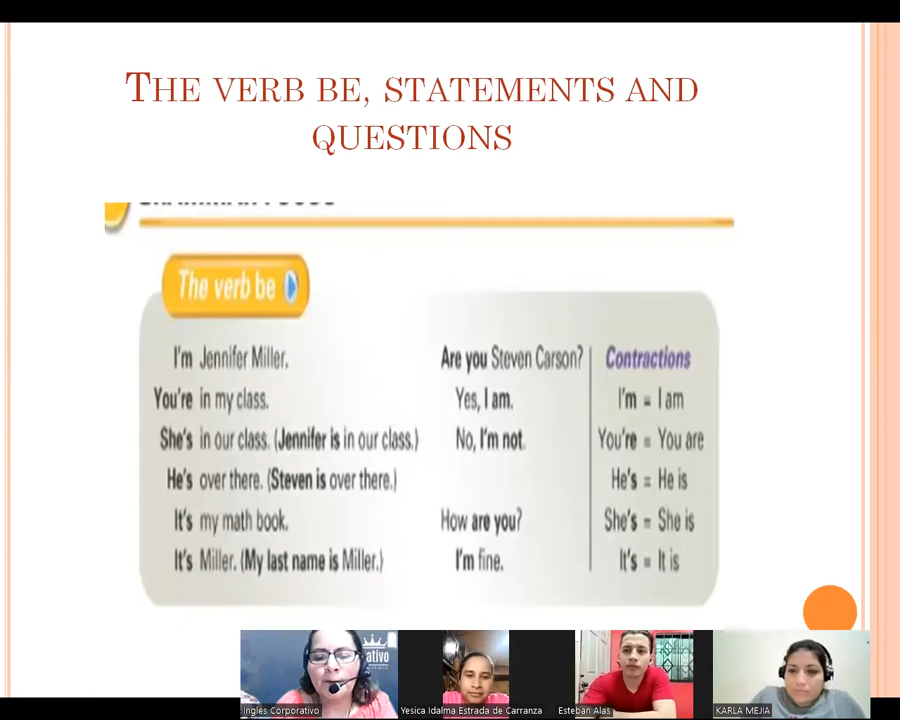 THE VERB BE, STATEMENTS AND
QUESTIONS
The verb be
I'm Jennifer Miller.
You're in my class.
She's in our class. (Jennifer is in our class.)
He's over there. (Steven is over there.)
It's my math book.
It's Miller. (My last name is Miller.)
Are you Steven Carson?
Yes, I am.
No, I'm not.
How are you?
I'm fine.
Contractions
I'm = I am
You're = You are
He's = He is
She's = She is
It's = It is
ativo
Inglés Corporativo
Yesica Idalma Estrada de Carranza
Esteban Alas
KARLA MEJIA